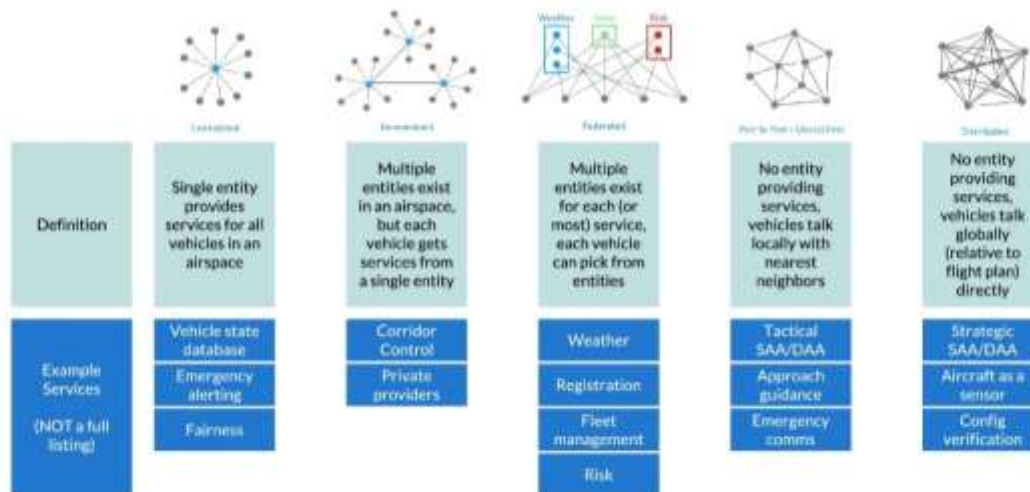 Weather
Risk
Centralized
Federated
Distributed
Definition
Single entity
provides
services for all
vehicles in an
airspace
Multiple
entities exist
in an airspace,
but each
vehicle gets
services from
a single entity
Multiple
entities exist
for each (or
most) service,
each vehicle
can pick from
entities
No entity
providing
services,
vehicles talk
locally with
nearest
neighbors
No entity
providing
services,
vehicles talk
globally
(relative to
flight plan)
directly
Example
Services
(NOT a full
listing)
Vehicle state
database
Emergency
alerting
Fairness
Corridor
Control
Private
providers
Weather
Registration
Fleet
management
Risk
Tactical
SAA/DAA
Approach
guidance
Emergency
comms
Strategic
SAA/DAA
Aircraft as a
sensor
Config
verification